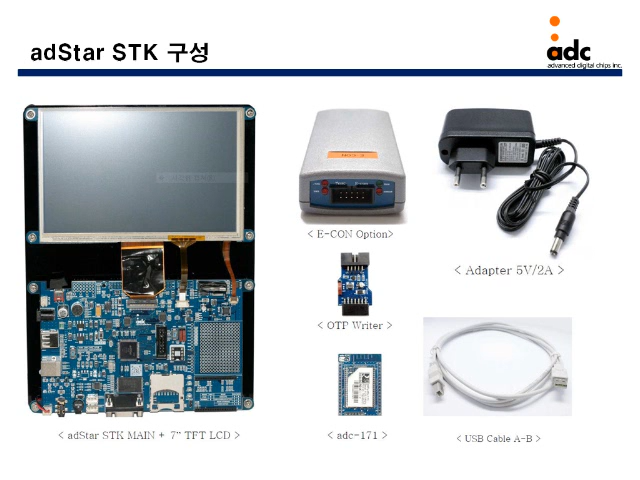 adStar STK 구성
adc
advanced digital chips inc.
< E-CON Option>
< Adapter 5V/2A >
< OTP Writer >
< adStar STK MAIN + 7" TFT LCD >
< adc-171 >
< USB Cable A-B >